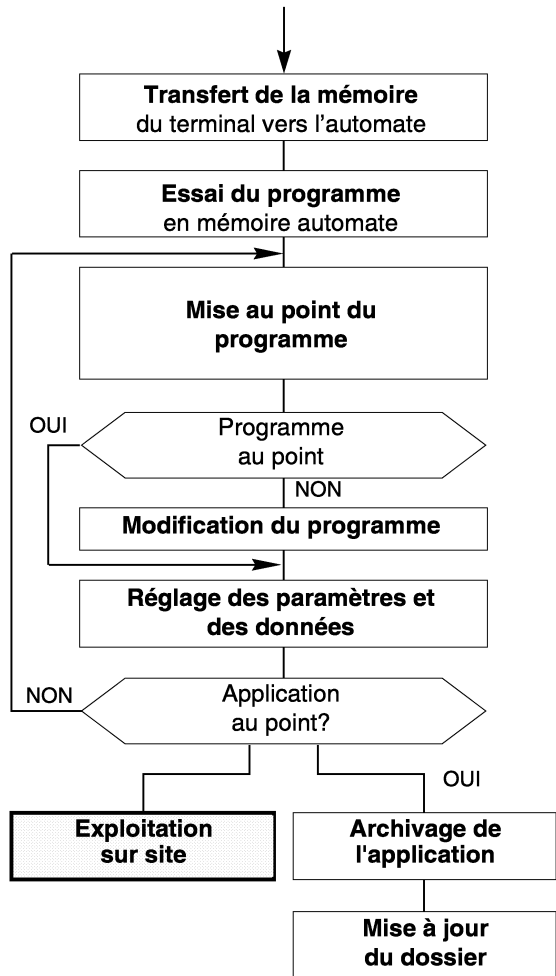 Transfert de la mémoire
du terminal vers l'automate
Essai du programme
en mémoire automate
Mise au point du
programme
OUI
Programme
au point
NON
Modification du programme
Réglage des paramètres et
des données
NON
Application
au point?
OUI
Exploitation
sur site
Archivage de
l'application
Mise à jour
du dossier